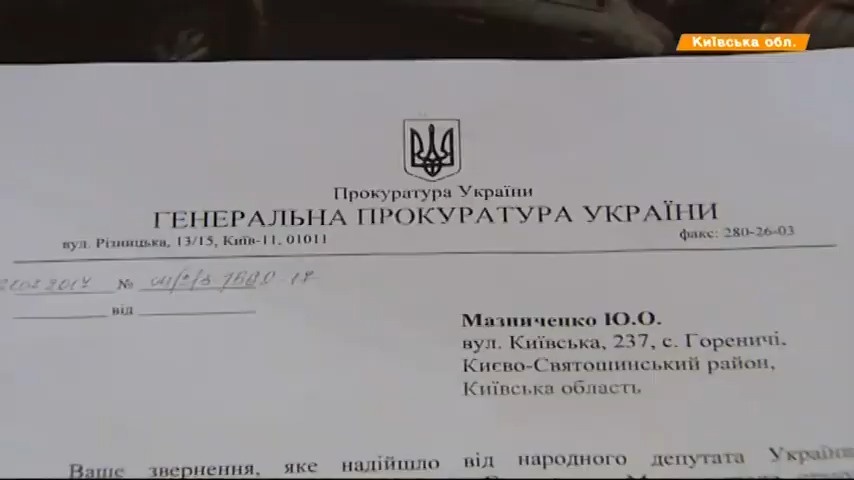 Київська обл.
Прокуратура України
ГЕНЕРАЛЬНА ПРОКУРАТУРА УКРАЇНИ
вул. Різницька, 13/15, Київ-11, 01011
факс: 280-26-03
№
від
Мазниченко Ю.О.
вул. Київська, 237, с. Гореничі,
Києво-Святошинський район,
Київська область
Ваше звернення, яке надійшло від народного депутата України